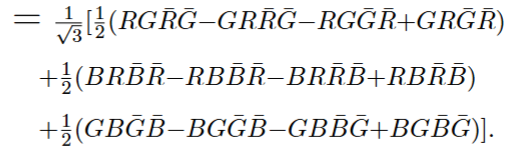 = 1/√3 [1/2(RGR̄Ḡ−GRR̄Ḡ−RGḠR̄+GRḠR̄)
+1/2(BRB̄R̄−RBB̄R̄−BRR̄B̄+RBR̄B̄)
+1/2(GBḠB̄−BGḠB̄−GBB̄Ḡ+BGB̄Ḡ)].